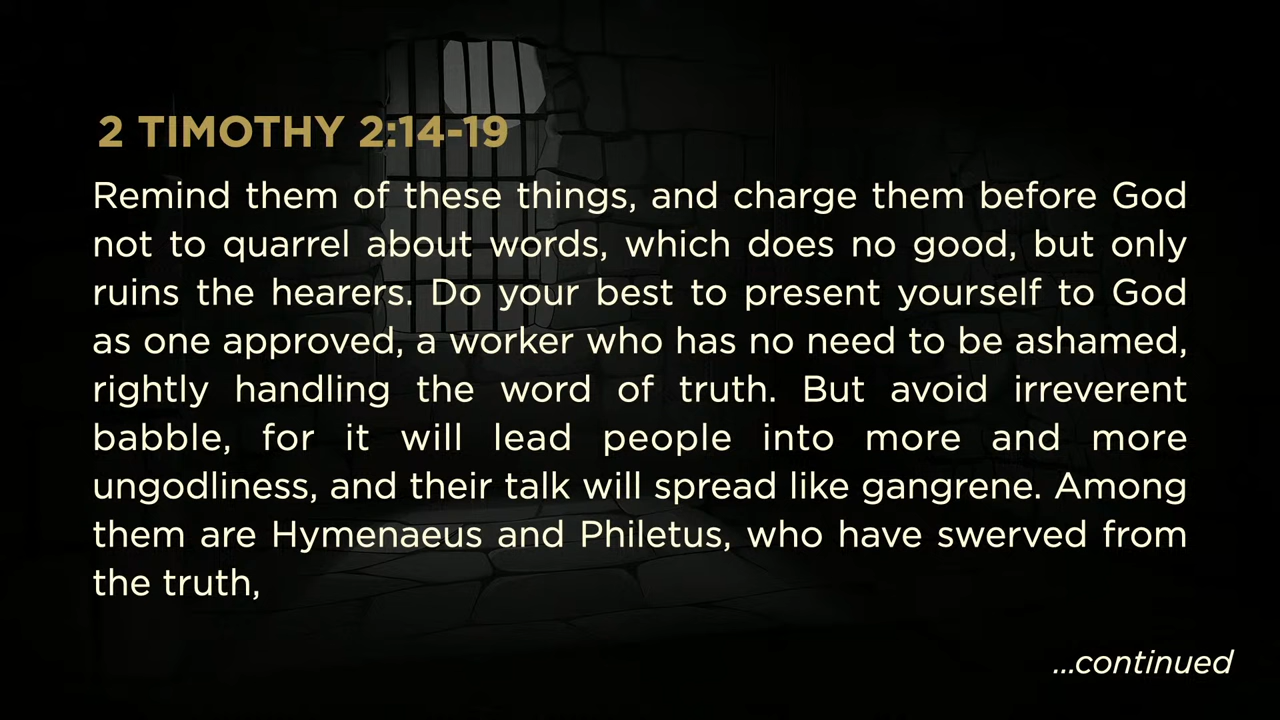 2 TIMOTHY 2:14-19
Remind them of these things, and charge them before God
not to quarrel about words, which does no good, but only
ruins the hearers. Do your best to present yourself to God
as one approved, a worker who has no need to be ashamed,
rightly handling the word of truth. But avoid irreverent
babble, for it will lead people into more and more
ungodliness, and their talk will spread like gangrene. Among
them are Hymenaeus and Philetus, who have swerved from
the truth,
...continued